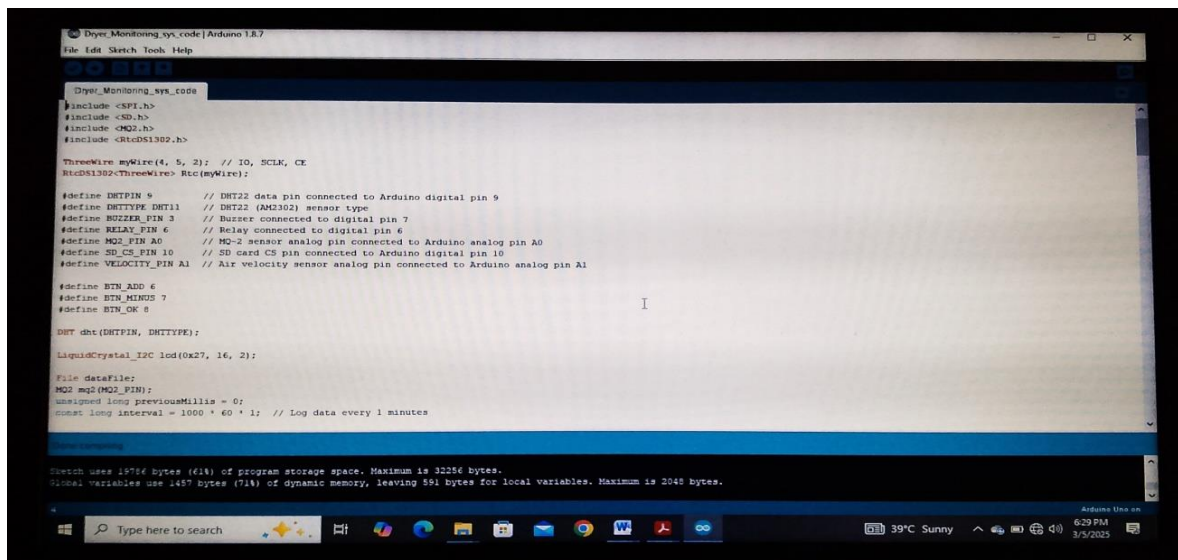 Dryer_Monitoring_sys_code | Arduino 1.8.7
File Edit Sketch Tools Help
Dryer_Monitoring_sys_code
#include <SPI.h>
#include <SD.h>
#include <MQ2.h>
#include <RtcDS1302.h>
ThreeWire myWire(4, 5, 2); // IO, SCLK, CE
RtcDS1302<ThreeWire> Rtc(myWire);
#define DHTPIN 9 // DHT22 data pin connected to Arduino digital pin 9
#define DHTTYPE DHT11 // DHT22 (AM2302) sensor type
#define BUZZER_PIN 3 // Buzzer connected to digital pin 7
#define RELAY_PIN 6 // Relay connected to digital pin 6
#define MQ2_PIN A0 // MQ-2 sensor analog pin connected to Arduino analog pin A0
#define SD_CS_PIN 10 // SD card CS pin connected to Arduino digital pin 10
#define VELOCITY_PIN A1 // Air velocity sensor analog pin connected to Arduino analog pin A1
#define BTN_ADD 6
#define BTN_MINUS 7
#define BTN_OK 8
DHT dht(DHTPIN, DHTTYPE);
LiquidCrystal_I2C lcd(0x27, 16, 2);
File dataFile;
MQ2 mq2(MQ2_PIN);
unsigned long previousMillis = 0;
const long interval = 1000 * 60 * 1; // Log data every 1 minutes
Done compiling
Sketch uses 19786 bytes (61%) of program storage space. Maximum is 32256 bytes.
Global variables use 1457 bytes (71%) of dynamic memory, leaving 591 bytes for local variables. Maximum is 2048 bytes.
4
Arduino Uno on
Type here to search
39°C Sunny
6:29 PM
3/5/2025